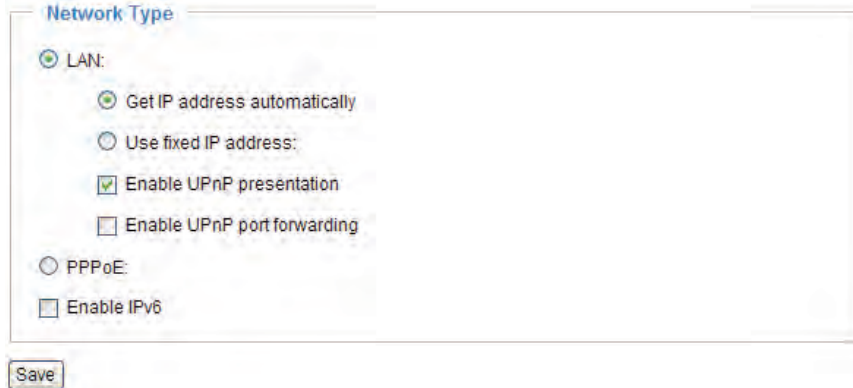 Network Type
LAN:
Get IP address automatically
Use fixed IP address:
Enable UPnP presentation
Enable UPnP port forwarding
PPPoE:
Enable IPv6
Save